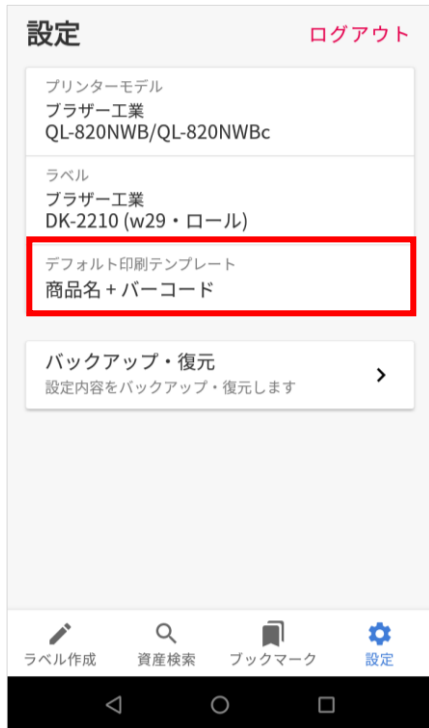 設定
ログアウト
プリンターモデル
ブラザー工業
QL-820NWB/QL-820NWBc
ラベル
ブラザー工業
DK-2210 (w29・ロール)
デフォルト印刷テンプレート
商品名 + バーコード
バックアップ・復元
設定内容をバックアップ・復元します
ラベル作成
資産検索
ブックマーク
設定